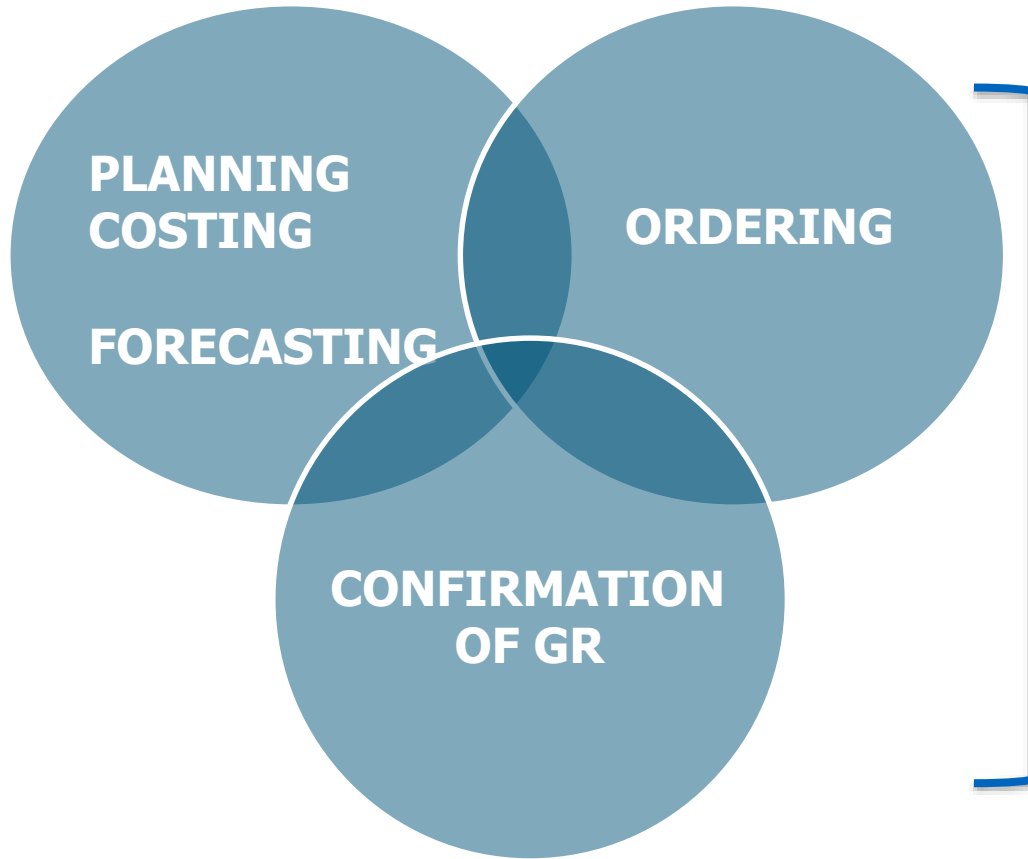 PLANNING
COSTING
FORECASTING
ORDERING
CONFIRMATION
OF GR